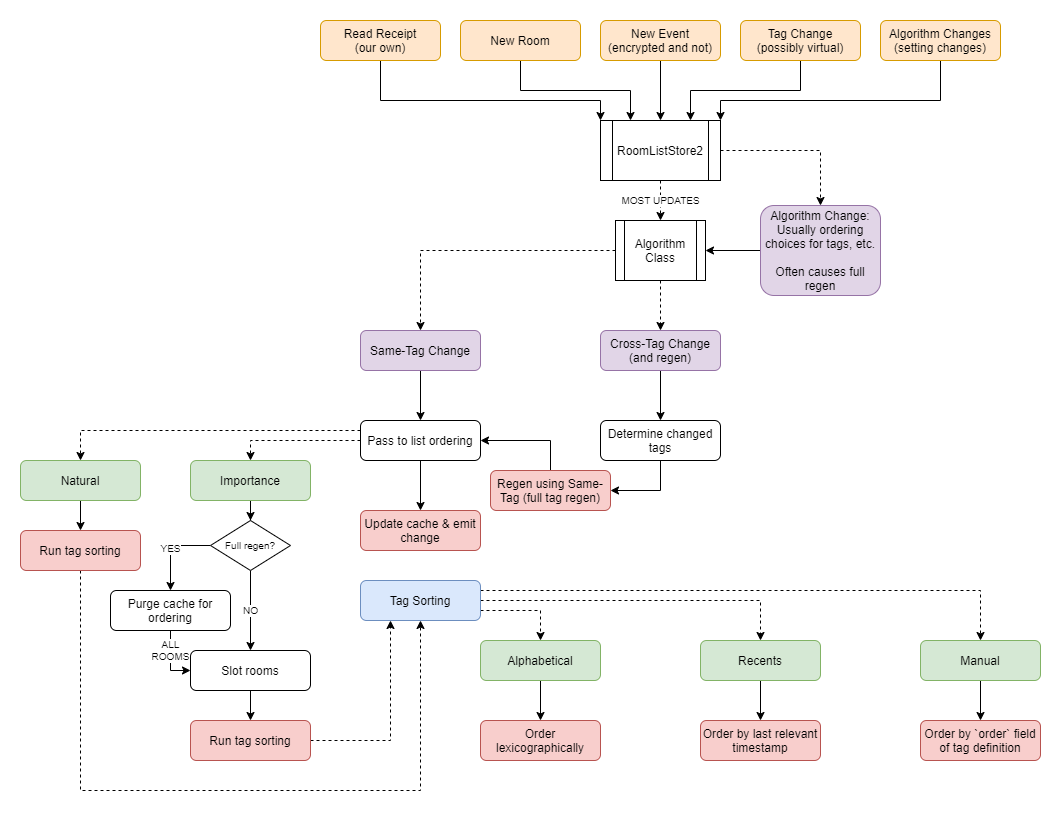 Read Receipt
(our own)
New Room
New Event
(encrypted and not)
Tag Change
(possibly virtual)
Algorithm Changes
(setting changes)
RoomListStore2
MOST UPDATES
Algorithm
Class
Algorithm Change:
Usually ordering
choices for tags, etc.
Often causes full
regen
Same-Tag Change
Cross-Tag Change
(and regen)
Pass to list ordering
Determine changed
tags
Natural
Importance
Regen using Same-
Tag (full tag regen)
Update cache & emit
change
Run tag sorting
Full regen?
YES
Purge cache for
ordering
NO
ALL
ROOMS
Slot rooms
Run tag sorting
Tag Sorting
Alphabetical
Recents
Manual
Order
lexicographically
Order by last relevant
timestamp
Order by `order` field
of tag definition